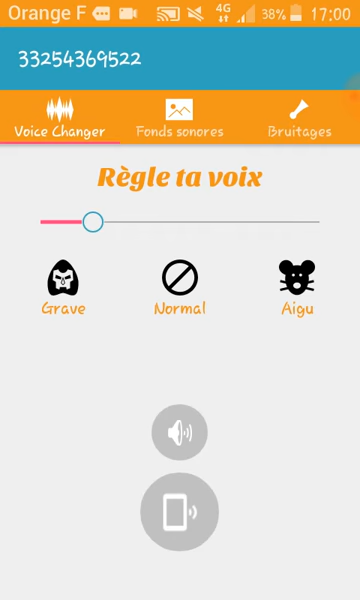 Orange F 4G 38% 17:00
33254369522
Voice Changer Fonds sonores Bruitages
Règle ta voix
Grave Normal Aigu